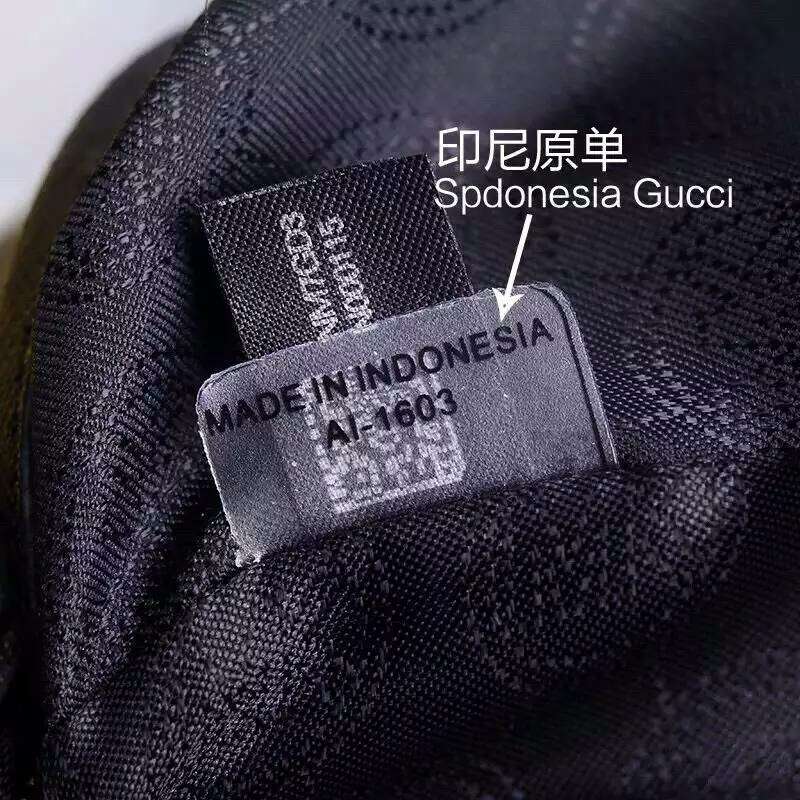 印尼原单
Spdonesia Gucci
MADE IN INDONESIA
AI-1603